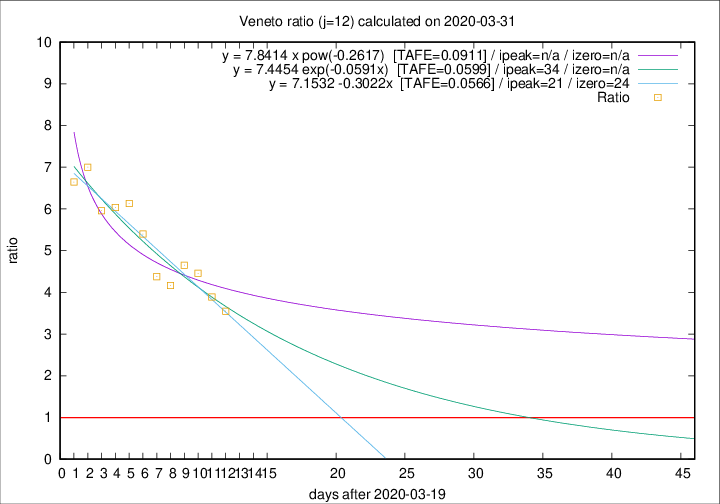 Veneto ratio (j=12) calculated on 2020-03-31
y = 7.8414 x pow(-0.2617) [TAFE=0.0911] / ipeak=n/a / izero=n/a
y = 7.4454 exp(-0.0591x) [TAFE=0.0599] / ipeak=34 / izero=n/a
y = 7.1532 -0.3022x [TAFE=0.0566] / ipeak=21 / izero=24
Ratio
10
9
8
7
6
5
4
3
2
1
0
ratio
0 1 2 3 4 5 6 7 8 9 10 11 12 13 14 15 20 25 30 35 40 45
days after 2020-03-19